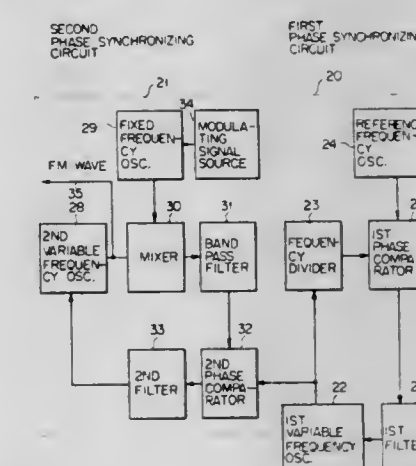 SECOND
PHASE SYNCHRONIZING
CIRCUIT
FIRST
PHASE SYNCHRONIZIN
CIRCUIT
21
20
34
29
FIXED
FREQUEN-
CY
OSC.
MODULA-
TING
SIGNAL
SOURCE
24
REFERENC
FREQUEN-
CY
OSC.
FM WAVE
35
28
30
31
23
2ND
VARIABLE
FREQUEN-
CY OSC.
MIXER
BAND
PASS
FILTER
FEQUEN-
CY
DIVIDER
1ST
PHASE
COMPA
RATOR
33
32
2ND
FILTER
2ND
PHASE
COMPA-
RATOR
22
1ST
VARIABLE
FREQUENCY
OSC.
1ST
FILTE